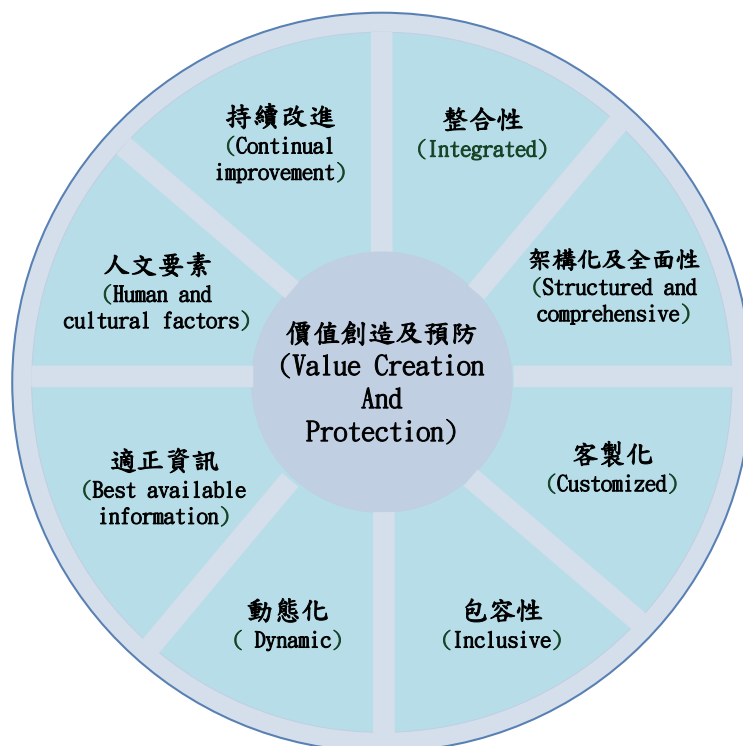 持續改進
(Continual
improvement)
整合性
(Integrated)
架構化及全面性
(Structured and
comprehensive)
客製化
(Customized)
包容性
(Inclusive)
動態化
( Dynamic)
適正資訊
(Best available
information)
人文要素
(Human and
cultural factors)
價值創造及預防
(Value Creation
And
Protection)